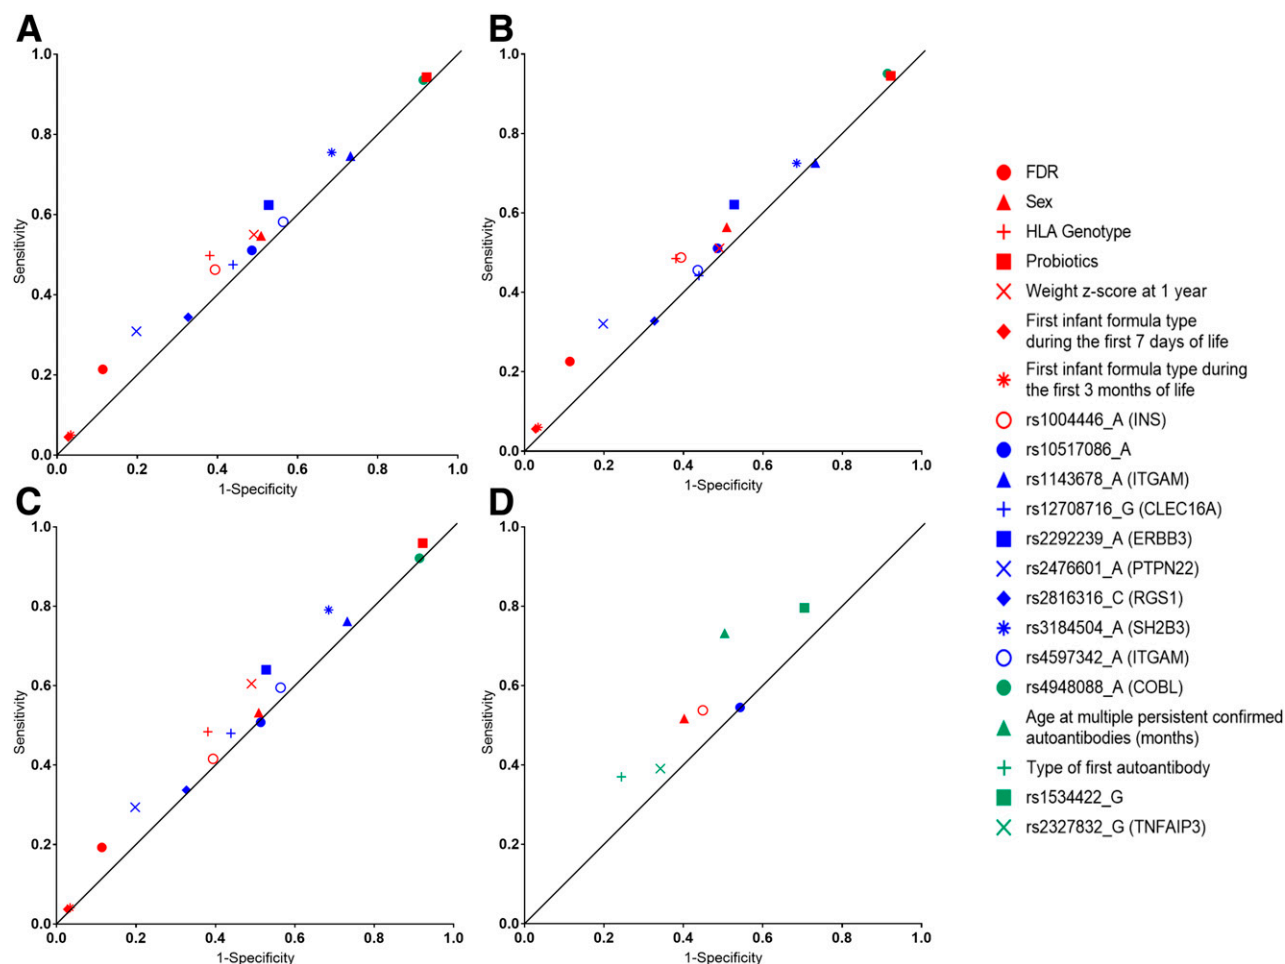 A
1.0
0.8
0.6
0.4
0.2
0.0
Sensitivity
0.0 0.2 0.4 0.6 0.8 1.0
1-Specificity
B
1.0
0.8
0.6
0.4
0.2
0.0
Sensitivity
0.0 0.2 0.4 0.6 0.8 1.0
1-Specificity
C
1.0
0.8
0.6
0.4
0.2
0.0
Sensitivity
0.0 0.2 0.4 0.6 0.8 1.0
1-Specificity
D
1.0
0.8
0.6
0.4
0.2
0.0
Sensitivity
0.0 0.2 0.4 0.6 0.8 1.0
1-Specificity
FDR
Sex
HLA Genotype
Probiotics
Weight z-score at 1 year
First infant formula type
during the first 7 days of life
First infant formula type during
the first 3 months of life
rs1004446_A (INS)
rs10517086_A
rs1143678_A (ITGAM)
rs12708716_G (CLEC16A)
rs2292239_A (ERBB3)
rs2476601_A (PTPN22)
rs2816316_C (RGS1)
rs3184504_A (SH2B3)
rs4597342_A (ITGAM)
rs4948088_A (COBL)
Age at multiple persistent confirmed
autoantibodies (months)
Type of first autoantibody
rs1534422_G
rs2327832_G (TNFAIP3)